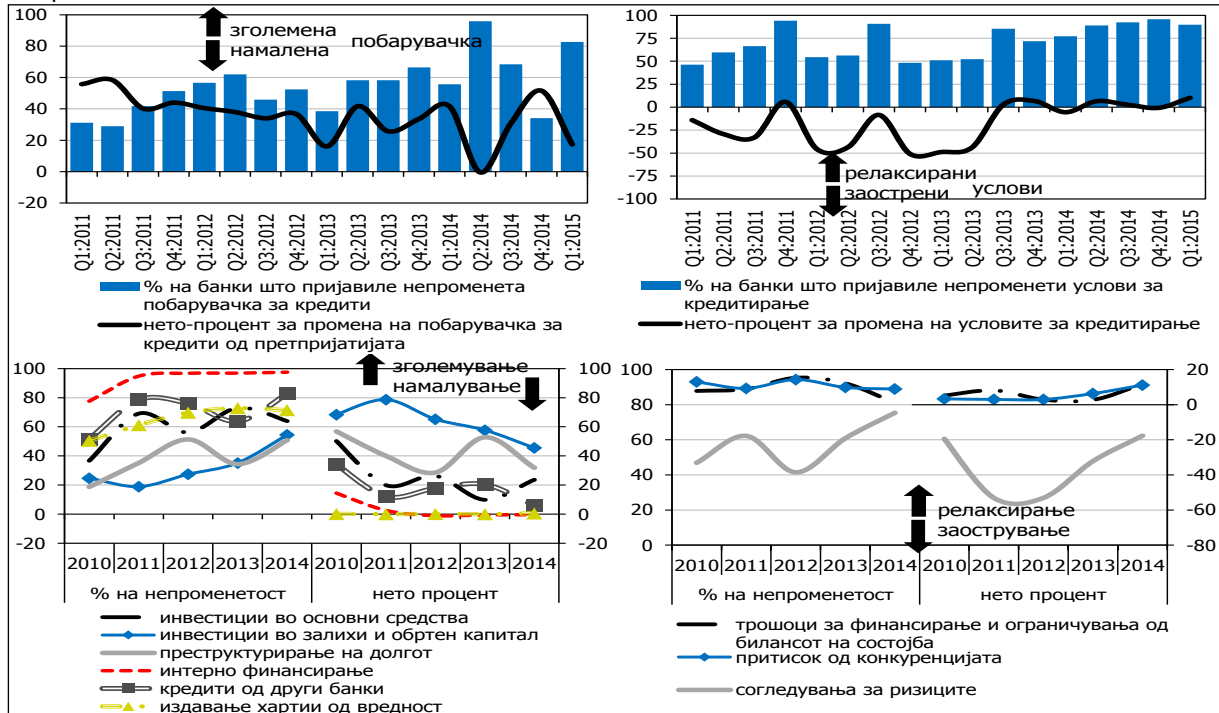 100
80
60
40
20
0
-20
зголемена
намалена
побарувачка
Q1:2011
Q2:2011
Q3:2011
Q4:2011
Q1:2012
Q2:2012
Q3:2012
Q4:2012
Q1:2013
Q2:2013
Q3:2013
Q4:2013
Q1:2014
Q2:2014
Q3:2014
Q4:2014
Q1:2015
% на банки што пријавиле непроменета
побарувачка за кредити
нето-процент за промена на побарувачка за
кредити од претпријатијата
100
75
50
25
0
-25
-50
-75
-100
релаксирани
заострени
услови
Q1:2011
Q2:2011
Q3:2011
Q4:2011
Q1:2012
Q2:2012
Q3:2012
Q4:2012
Q1:2013
Q2:2013
Q3:2013
Q4:2013
Q1:2014
Q2:2014
Q3:2014
Q4:2014
Q1:2015
% на банки што пријавиле непроменети услови за
кредитирање
нето-процент за промена на условите за кредитирање
100
80
60
40
20
0
-20
зголемување
намалување
100
80
60
40
20
0
-20
2010 2011 2012 2013 2014 2010 2011 2012 2013 2014
% на непроменетост
нето процент
инвестиции во основни средства
инвестиции во залихи и обртен капитал
преструктурирање на долгот
интерно финансирање
кредити од други банки
издавање хартии од вредност
100
80
60
40
20
0
релаксирање
заострување
20
0
-20
-40
-60
-80
2010 2011 2012 2013 2014 2010 2011 2012 2013 2014
% на непроменетост
нето процент
трошоци за финансирање и ограничувања од
билансот на состојба
притисок од конкуренцијата
согледувања за ризиците